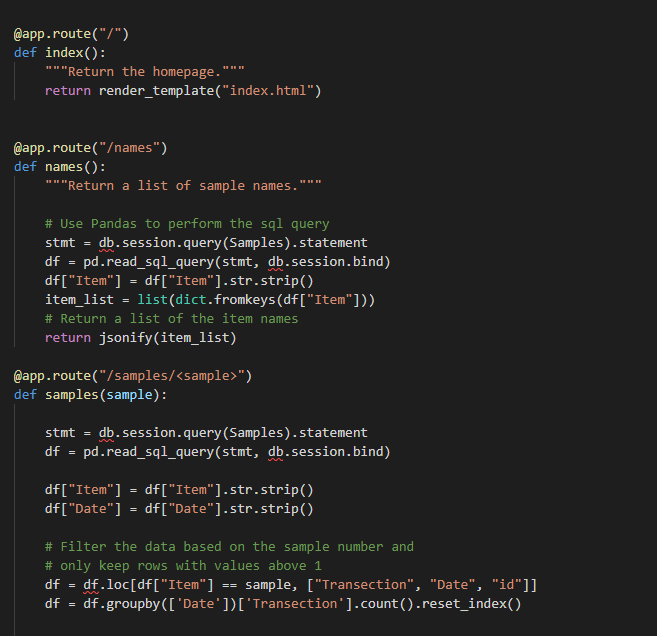 @app.route("/")
def index():
    """Return the homepage."""
    return render_template("index.html")
@app.route("/names")
def names():
    """Return a list of sample names."""
    # Use Pandas to perform the sql query
    stmt = db.session.query(Samples).statement
    df = pd.read_sql_query(stmt, db.session.bind)
    df["Item"] = df["Item"].str.strip()
    item_list = list(dict.fromkeys(df["Item"]))
    # Return a list of the item names
    return jsonify(item_list)
@app.route("/samples/<sample>")
def samples(sample):
    stmt = db.session.query(Samples).statement
    df = pd.read_sql_query(stmt, db.session.bind)
    df["Item"] = df["Item"].str.strip()
    df["Date"] = df["Date"].str.strip()
    # Filter the data based on the sample number and
    # only keep rows with values above 1
    df = df.loc[df["Item"] == sample, ["Transection", "Date", "id"]]
    df = df.groupby(['Date'])['Transection'].count().reset_index()